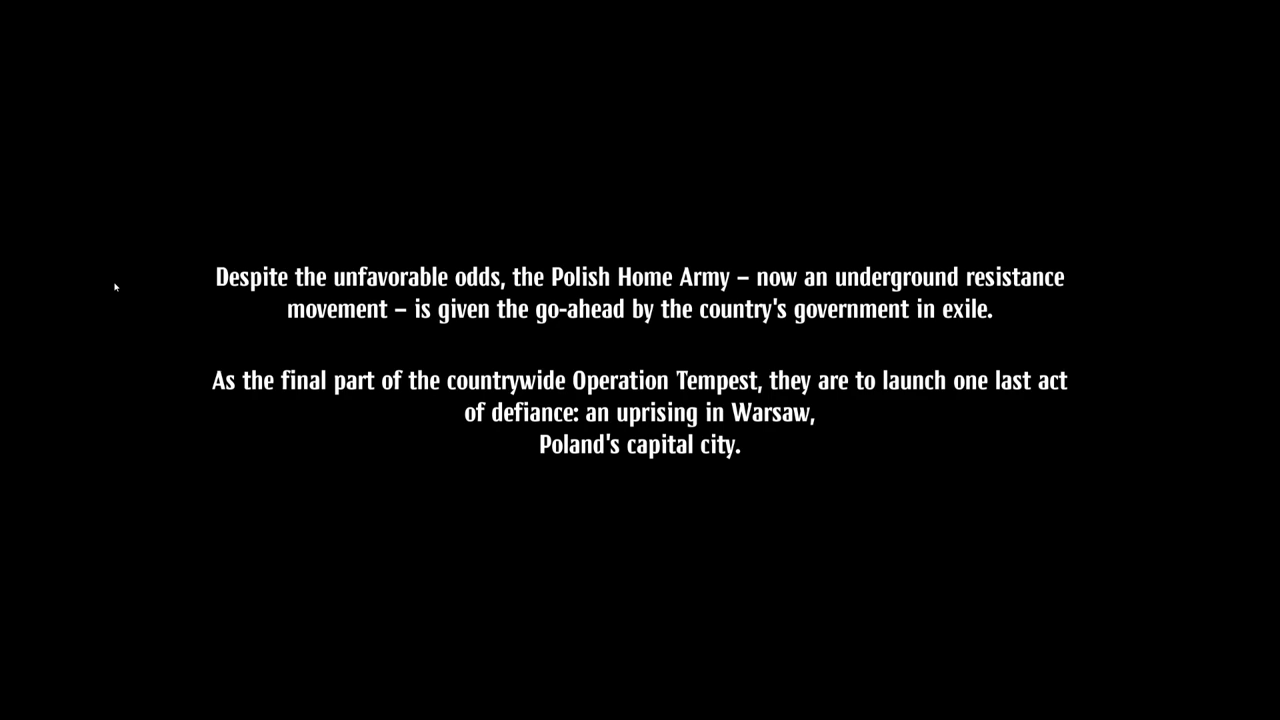 Despite the unfavorable odds, the Polish Home Army – now an underground resistance
movement – is given the go-ahead by the country's government in exile.
As the final part of the countrywide Operation Tempest, they are to launch one last act
of defiance: an uprising in Warsaw,
Poland's capital city.